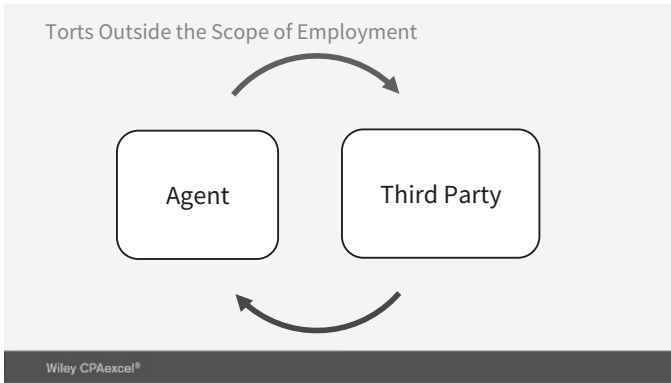 Torts Outside the Scope of Employment
Agent
Third Party
Wiley CPAexcel®